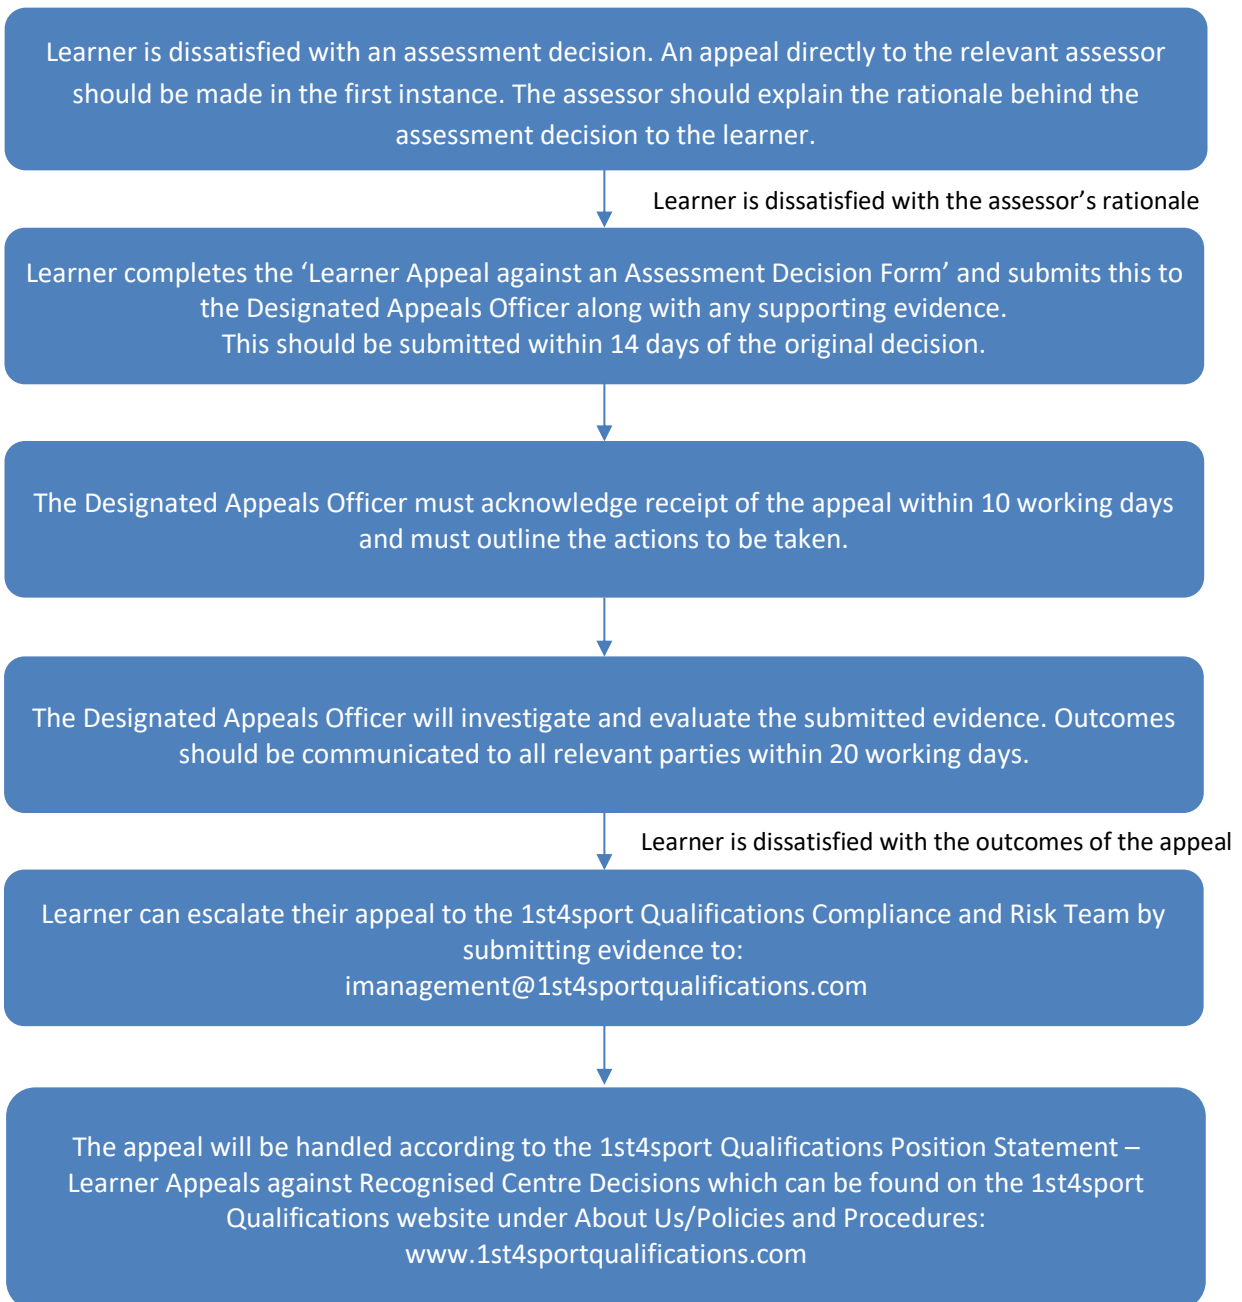 Learner is dissatisfied with an assessment decision. An appeal directly to the relevant assessor
should be made in the first instance. The assessor should explain the rationale behind the
assessment decision to the learner.
Learner is dissatisfied with the assessor’s rationale
Learner completes the ‘Learner Appeal against an Assessment Decision Form’ and submits this to
the Designated Appeals Officer along with any supporting evidence.
This should be submitted within 14 days of the original decision.
The Designated Appeals Officer must acknowledge receipt of the appeal within 10 working days
and must outline the actions to be taken.
The Designated Appeals Officer will investigate and evaluate the submitted evidence. Outcomes
should be communicated to all relevant parties within 20 working days.
Learner is dissatisfied with the outcomes of the appeal
Learner can escalate their appeal to the 1st4sport Qualifications Compliance and Risk Team by
submitting evidence to:
imanagement@1st4sportqualifications.com
The appeal will be handled according to the 1st4sport Qualifications Position Statement –
Learner Appeals against Recognised Centre Decisions which can be found on the 1st4sport
Qualifications website under About Us/Policies and Procedures:
www.1st4sportqualifications.com